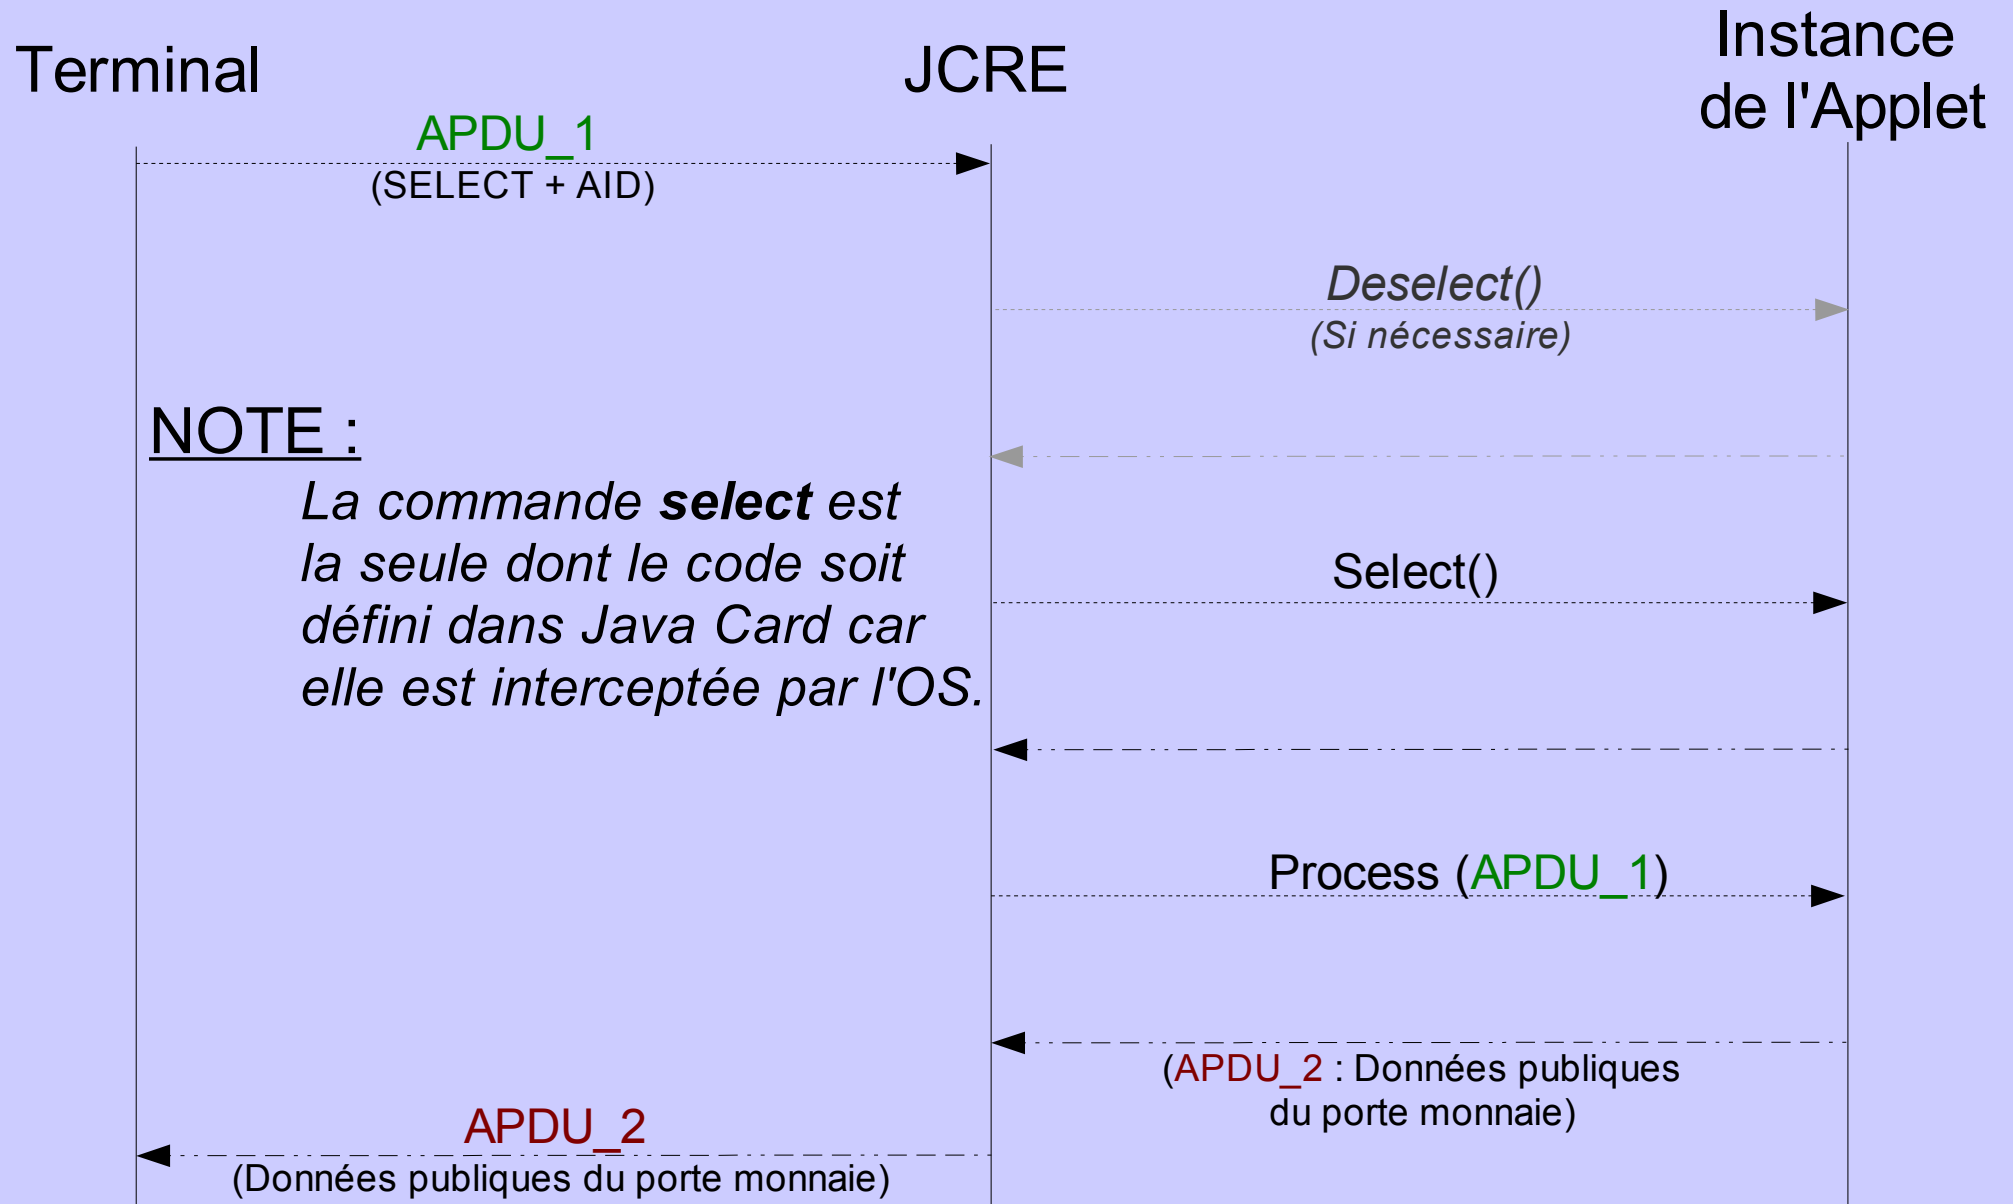 Terminal
JCRE
Instance
de l'Applet
APDU_1
(SELECT + AID)
Deselect()
(Si nécessaire)
NOTE :
La commande select est
la seule dont le code soit
défini dans Java Card car
elle est interceptée par l'OS.
Select()
Process (APDU_1)
(APDU_2 : Données publiques
du porte monnaie)
APDU_2
(Données publiques du porte monnaie)